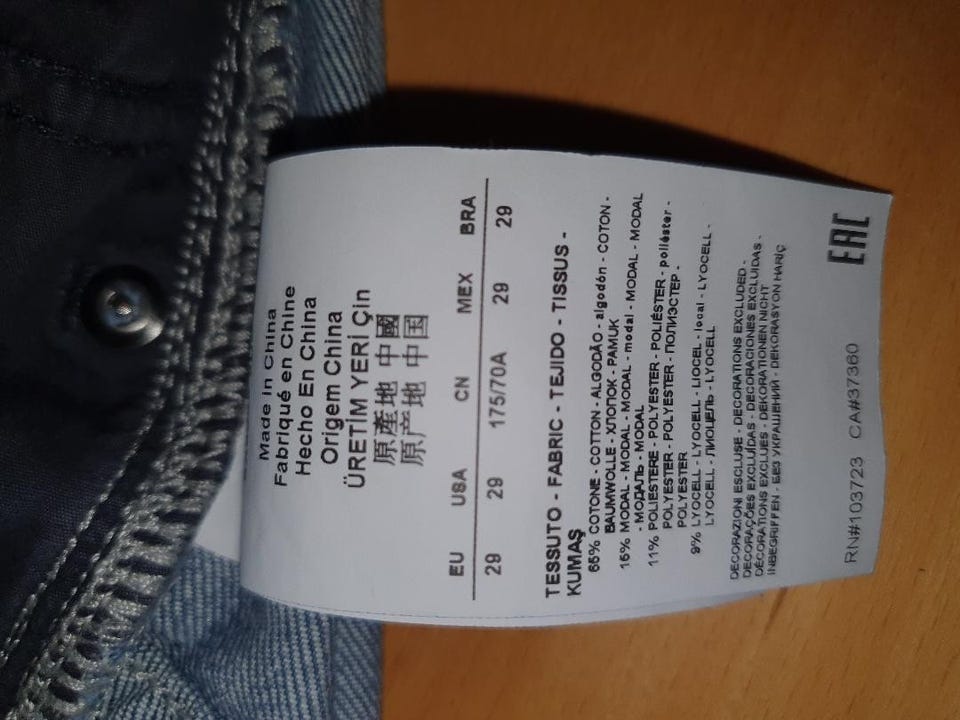 Made in China
Fabriqué en Chine
Hecho En China
Origem China
ÜRETİM YERİ Çin
原產地 中國
原产地 中国
EU USA CN MEX BRA
29 29 175/70A 29 29
TESSUTO - FABRIC - TEJIDO - TISSUS -
KUMAŞ
65% COTONE - COTTON - ALGODÃO - algodón - COTON -
BAUMWOLLE - ХЛОПОК - PAMUK
15% MODAL - MODAL - MODAL - modal - MODAL - MODAL
- МОДАЛЬ - MODAL
11% POLIESTERE - POLYESTER - POLIÉSTER - poliéster -
POLYESTER - POLYESTER - ПОЛИЭСТЕР -
POLYESTER
9% LYOCELL - LYOCELL - LIOCEL - local - LYOCELL -
LYOCELL - ЛИОЦЕЛЬ - LYOCELL
DECORAZIONI ESCLUSE - DECORATIONS EXCLUDED -
DECORAÇÕES EXCLUÍDAS - DECORACIONES EXCLUIDAS -
DÉCORATIONS EXCLUES - DEKORATIONEN NICHT
INBEGRIFFEN - БЕЗ УКРАШЕНИЙ - DEKORASYON HARİÇ
RN#103723 CA#37360
EAC